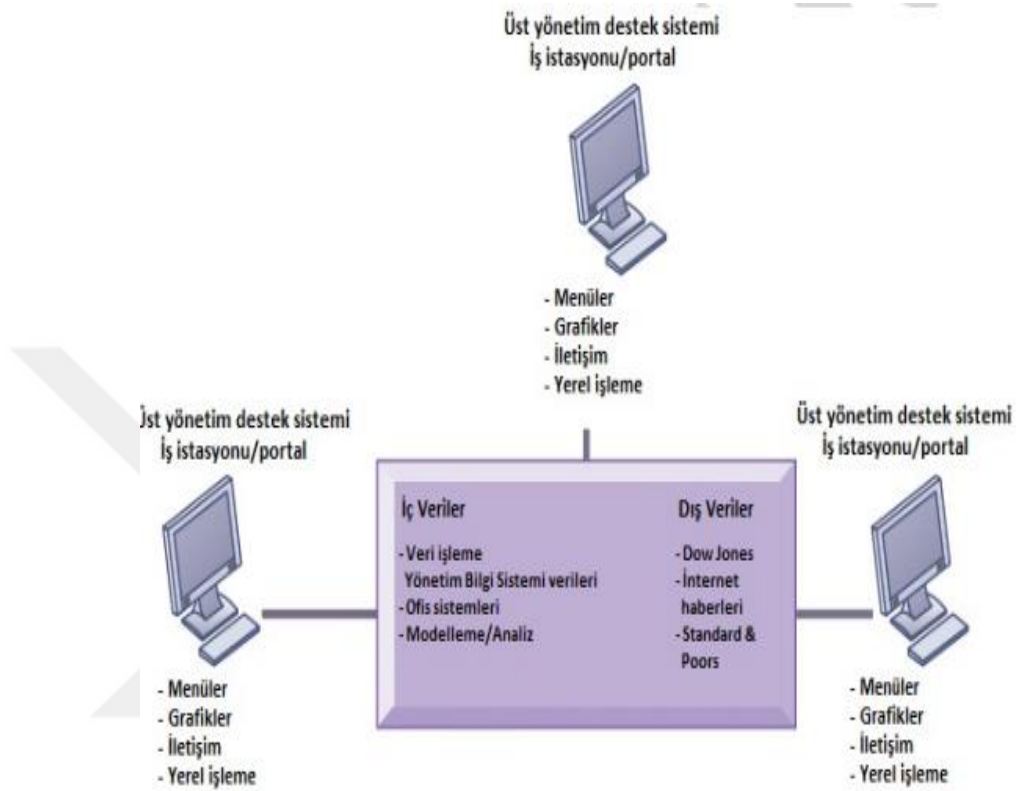 Üst yönetim destek sistemi
İş istasyonu/portal
- Menüler
- Grafikler
- İletişim
- Yerel işleme
Üst yönetim destek sistemi
İş istasyonu/portal
- Menüler
- Grafikler
- İletişim
- Yerel işleme
İç Veriler
- Veri işleme
Yönetim Bilgi Sistemi verileri
- Ofis sistemleri
- Modelleme/Analiz
Dış Veriler
- Dow Jones
- İnternet
haberleri
- Standard &
Poors
Üst yönetim destek sistemi
İş istasyonu/portal
- Menüler
- Grafikler
- İletişim
- Yerel işleme